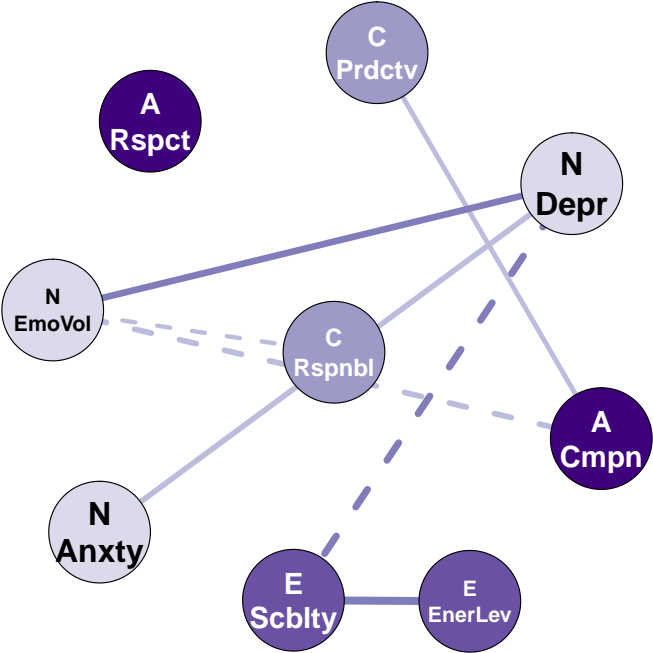 C
Prdctv
A
Rspct
N
Depr
N
EmoVol
C
Rspnbl
A
Cmpn
N
Anxty
E
Scblty
E
EnerLev